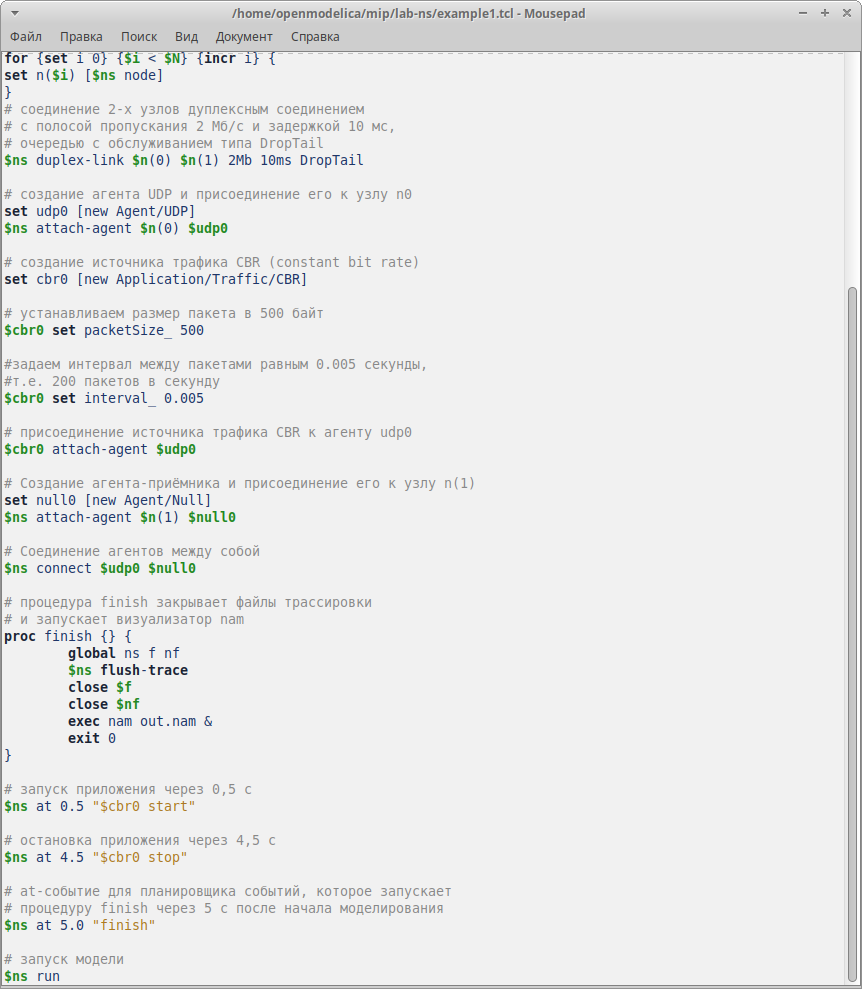 /home/openmodelica/mip/lab-ns/example1.tcl - Mousepad
Файл Правка Поиск Вид Документ Справка
for {set i 0} {$i < $N} {incr i} {
set n($i) [$ns node]
}
# соединение 2-х узлов дуплексным соединением
# с полосой пропускания 2 Мб/с и задержкой 10 мс,
# очередью с обслуживанием типа DropTail
$ns duplex-link $n(0) $n(1) 2Mb 10ms DropTail

# создание агента UDP и присоединение его к узлу n0
set udp0 [new Agent/UDP]
$ns attach-agent $n(0) $udp0

# создание источника трафика CBR (constant bit rate)
set cbr0 [new Application/Traffic/CBR]

# устанавливаем размер пакета в 500 байт
$cbr0 set packetSize_ 500

#задаем интервал между пакетами равным 0.005 секунды,
#т.е. 200 пакетов в секунду
$cbr0 set interval_ 0.005

# присоединение источника трафика CBR к агенту udp0
$cbr0 attach-agent $udp0

# Создание агента-приёмника и присоединение его к узлу n(1)
set null0 [new Agent/Null]
$ns attach-agent $n(1) $null0

# Соединение агентов между собой
$ns connect $udp0 $null0

# процедура finish закрывает файлы трассировки
# и запускает визуализатор nam
proc finish {} {
        global ns f nf
        $ns flush-trace
        close $f
        close $nf
        exec nam out.nam &
        exit 0
}

# запуск приложения через 0,5 с
$ns at 0.5 "$cbr0 start"

# остановка приложения через 4,5 с
$ns at 4.5 "$cbr0 stop"

# at-событие для планировщика событий, которое запускает
# процедуру finish через 5 с после начала моделирования
$ns at 5.0 "finish"

# запуск модели
$ns run